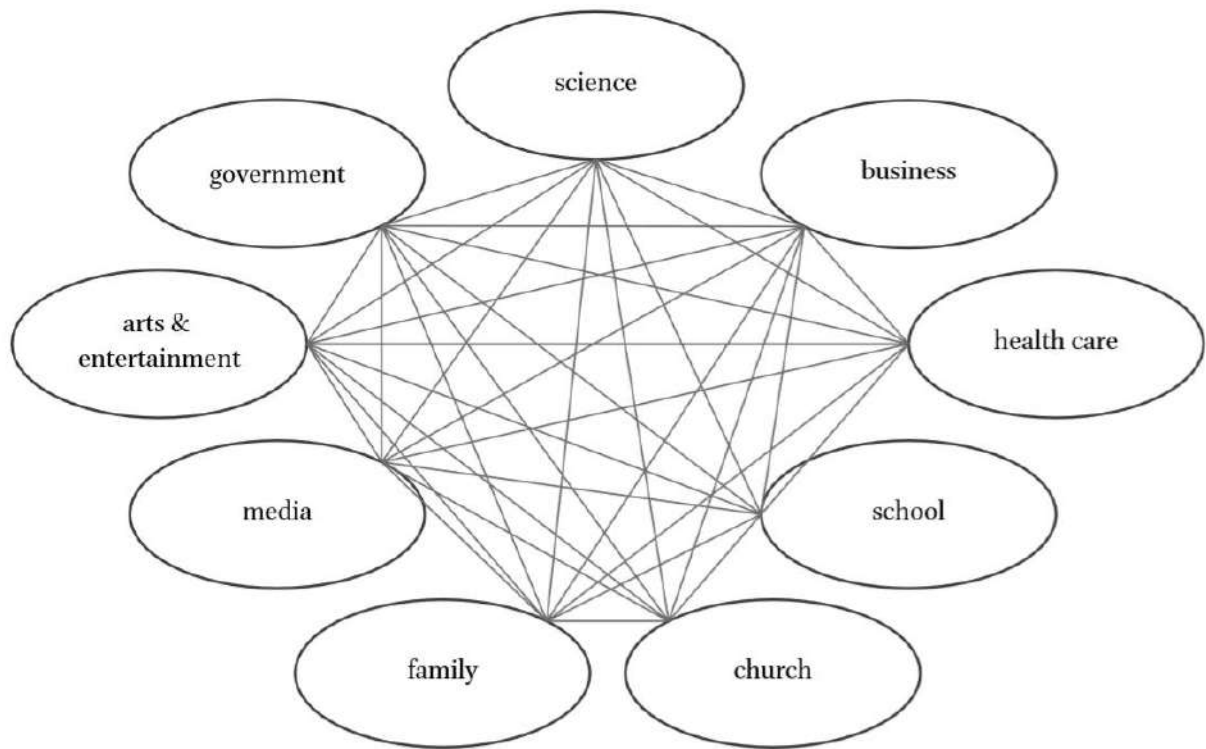 science
government
business
arts &
entertainment
health care
media
school
family
church